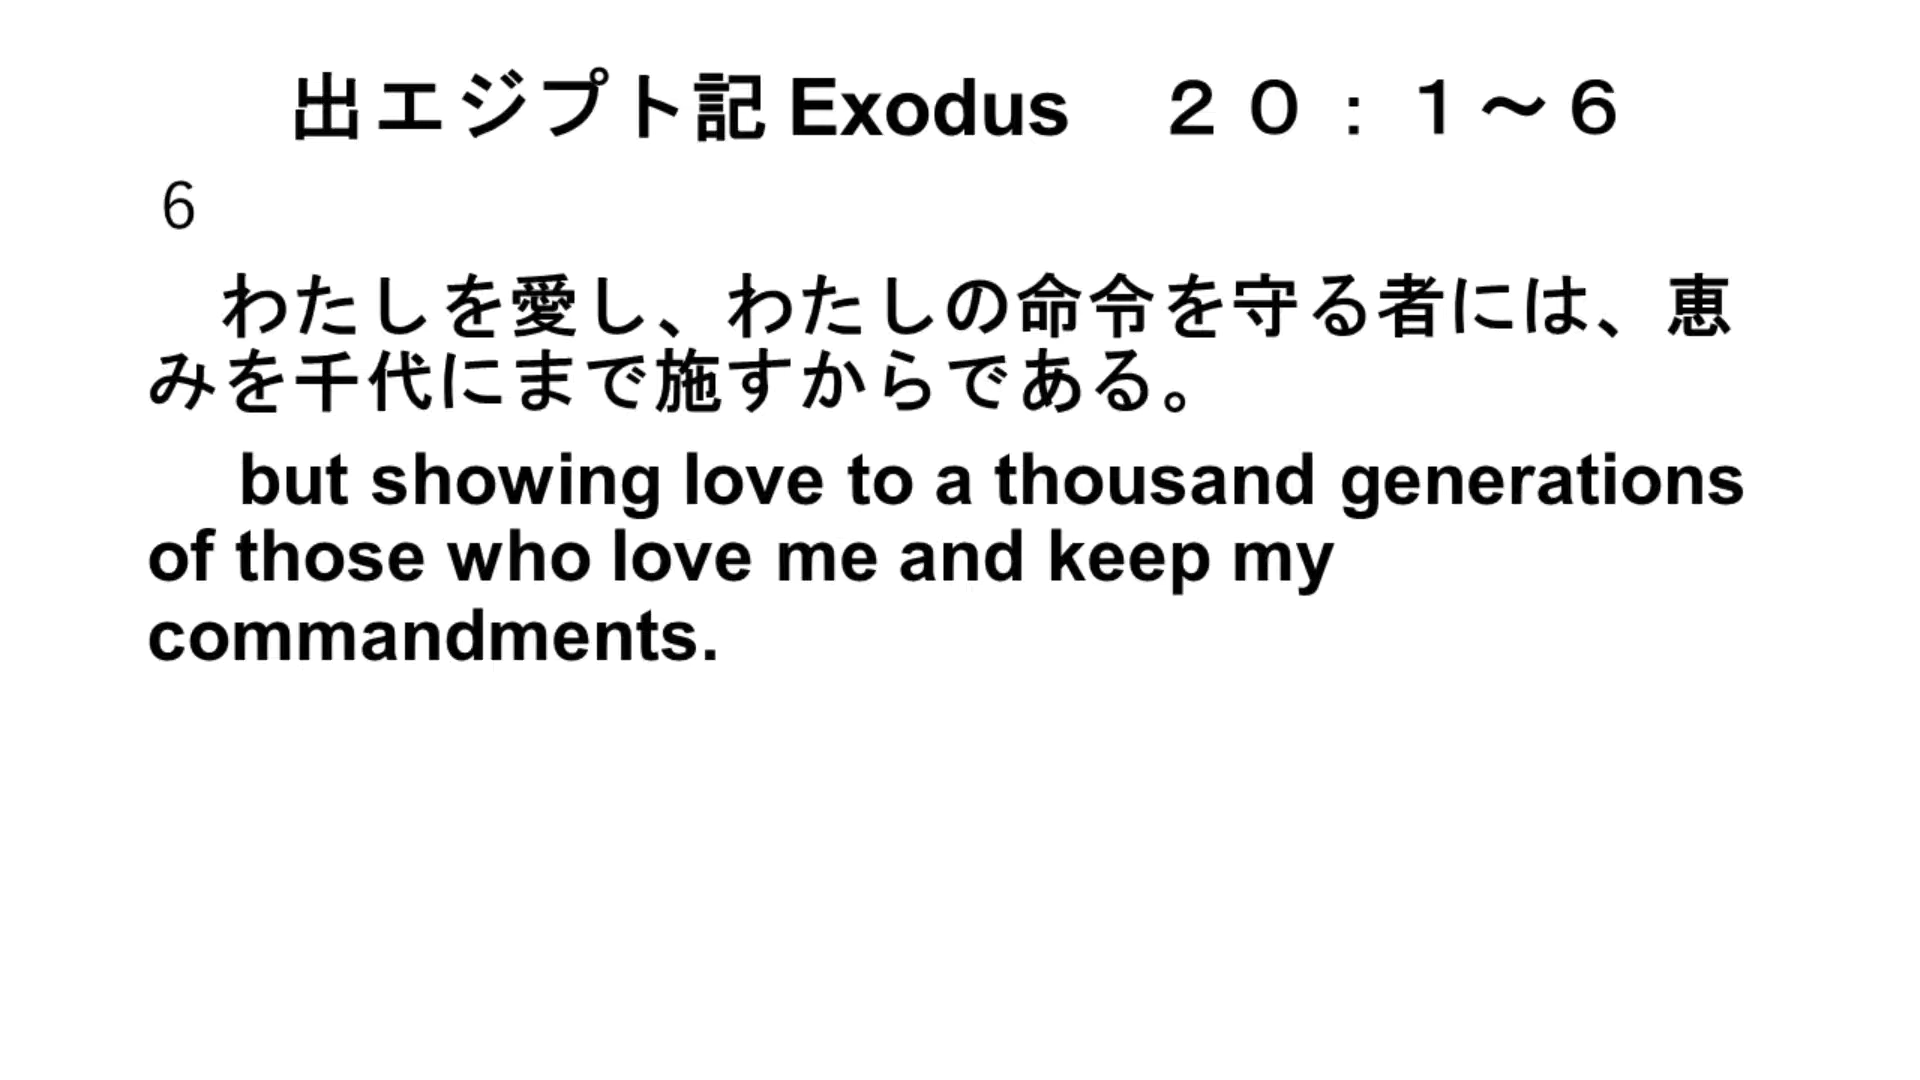 出エジプト記 Exodus　２０：１～６
6
わたしを愛し、わたしの命令を守る者には、恵
みを千代にまで施すからである。
but showing love to a thousand generations
of those who love me and keep my
commandments.